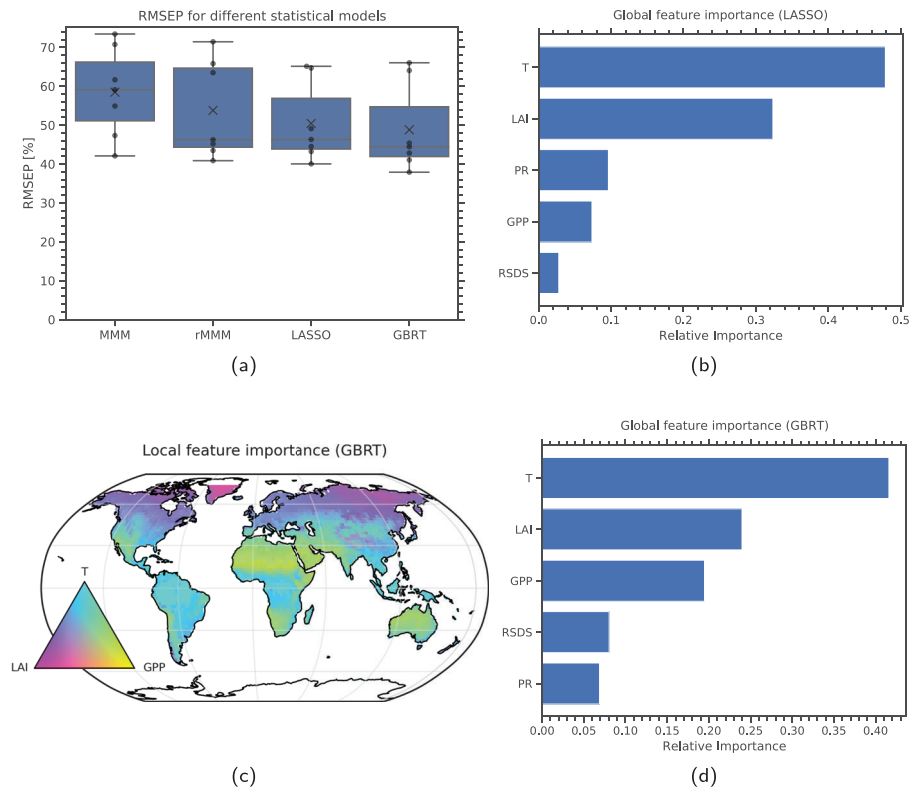 RMSEP for different statistical models
RMSEP [%]
70
60
50
40
30
20
10
0
MMM rMMM LASSO GBRT
(a)
Global feature importance (LASSO)
T
LAI
PR
GPP
RSDS
0.0 0.1 0.2 0.3 0.4 0.5
Relative Importance
(b)
Local feature importance (GBRT)
T
LAI GPP
(c)
Global feature importance (GBRT)
T
LAI
GPP
RSDS
PR
0.00 0.05 0.10 0.15 0.20 0.25 0.30 0.35 0.40
Relative Importance
(d)